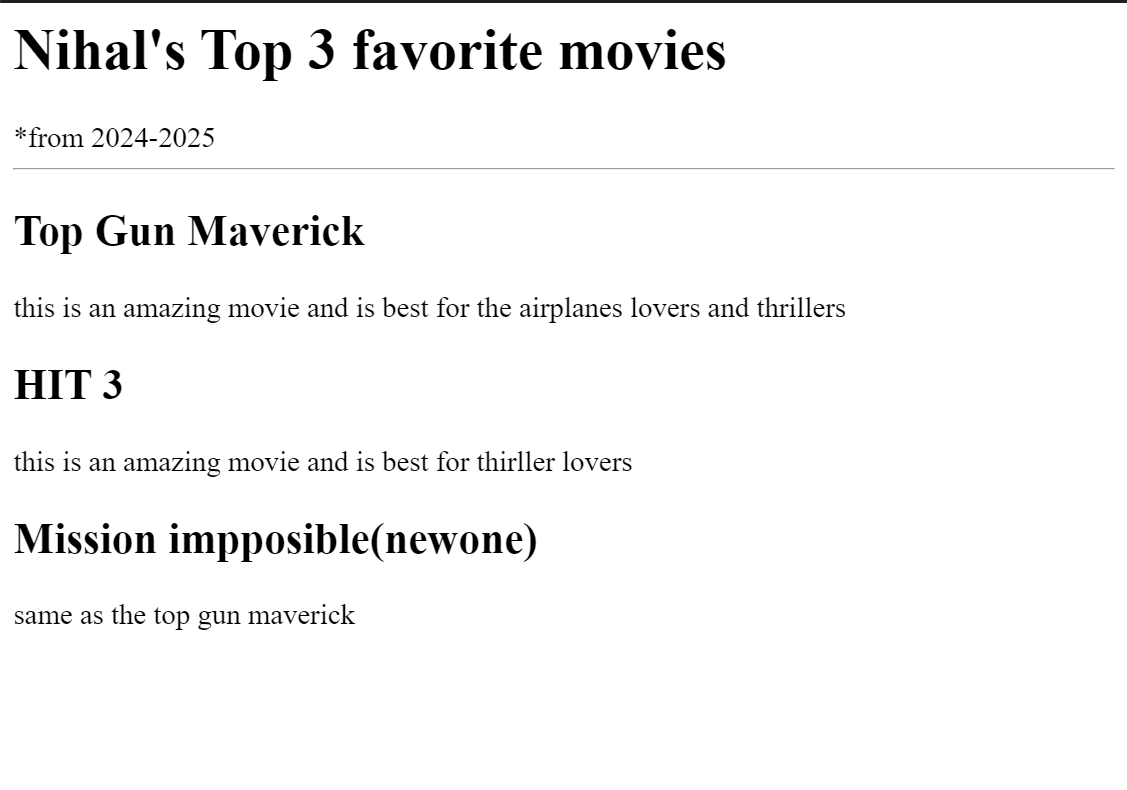 Nihal's Top 3 favorite movies
*from 2024-2025
Top Gun Maverick
this is an amazing movie and is best for the airplanes lovers and thrillers
HIT 3
this is an amazing movie and is best for thirller lovers
Mission impposible(newone)
same as the top gun maverick